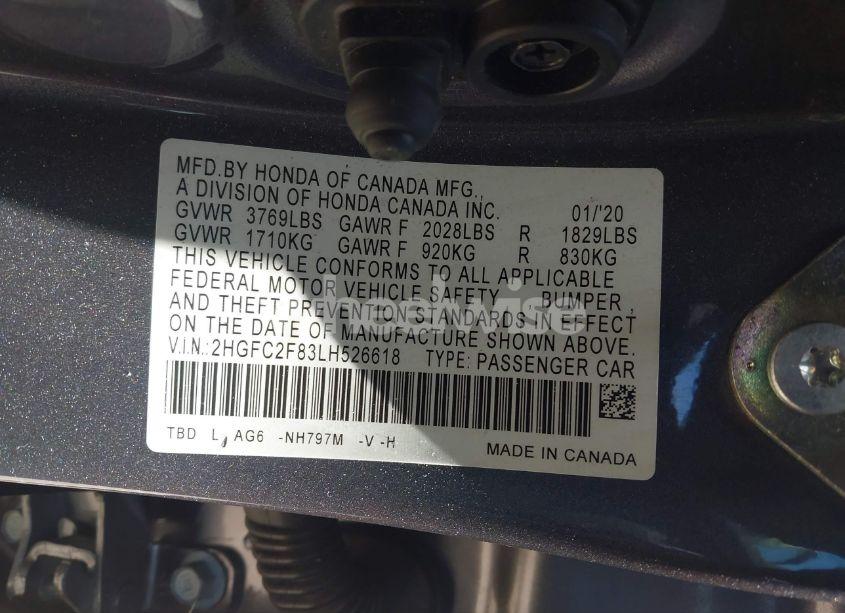 MFD.BY HONDA OF CANADA MFG.,
A DIVISION OF HONDA CANADA INC. 01/'20
GVWR 3769LBS GAWR F 2028LBS R 1829LBS
GVWR 1710KG GAWR F 920KG R 830KG
THIS VEHICLE CONFORMS TO ALL APPLICABLE
FEDERAL MOTOR VEHICLE SAFETY, BUMPER,
AND THEFT PREVENTION STANDARDS IN EFFECT
ON THE DATE OF MANUFACTURE SHOWN ABOVE.
V.I.N.:2HGFC2F83LH526618 TYPE: PASSENGER CAR
TBD L, AG6 -NH797M -V -H
MADE IN CANADA